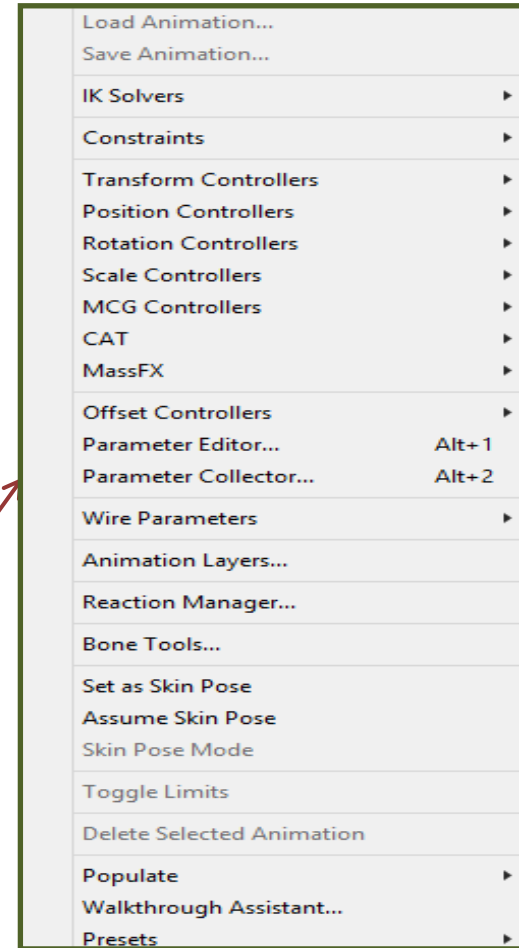 Load Animation...
Save Animation...
IK Solvers
Constraints
Transform Controllers
Position Controllers
Rotation Controllers
Scale Controllers
MCG Controllers
CAT
MassFX
Offset Controllers
Parameter Editor... Alt+1
Parameter Collector... Alt+2
Wire Parameters
Animation Layers...
Reaction Manager...
Bone Tools...
Set as Skin Pose
Assume Skin Pose
Skin Pose Mode
Toggle Limits
Delete Selected Animation
Populate
Walkthrough Assistant...
Presets